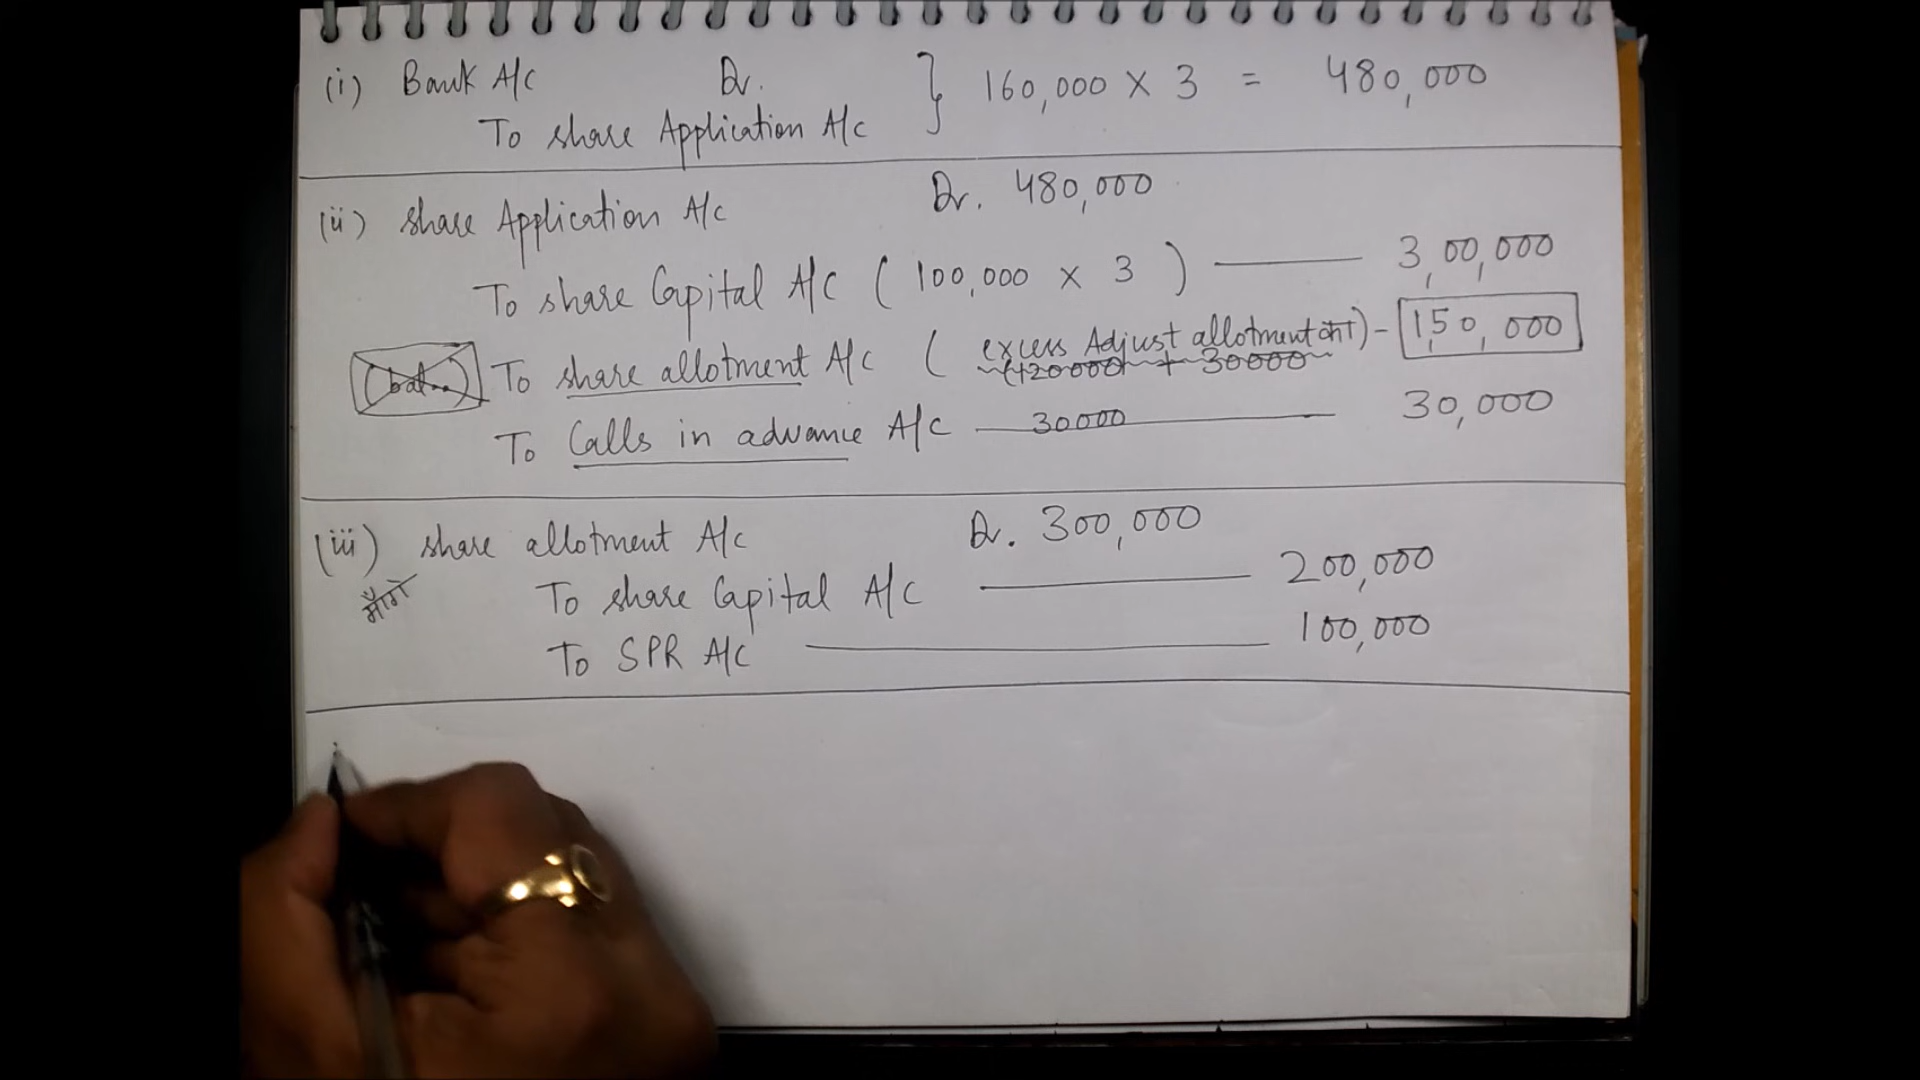 (i) Bank A/C Dr. } 160,000 X 3 = 480,000
To share Application A/c
(ii) share Application A/c Dr. 480,000
To share Capital A/C ( 100,000 x 3 ) 3,00,000
To share allotment A/C ( excess Adjust allotment) - 1,50,000
(120000) + 30000
To Calls in advance A/C 30000 30,000
(iii) share allotment A/c Dr. 300,000
To share Capital A/C 200,000
माँग
To SPR A/C 100,000